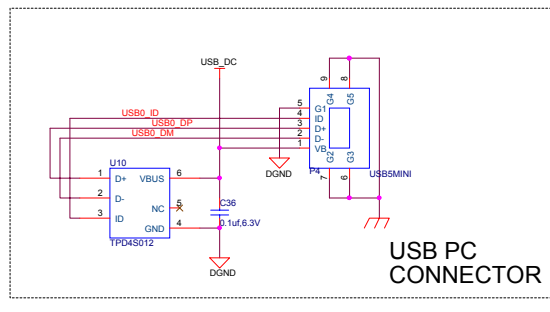 USB_DC
9
8
G4
G5
5
G1
USB0_ID
4
ID
USB0_DP
3
D+
USB0_DM
2
D-
1
VB
U10
G2
G3
DGND
P4
USB5MINI
7
6
1
D+
VBUS
6
2
D-
NC
5
C36
3
ID
GND
4
0.1uf,6.3V
TPD4S012
DGND
USB PC
CONNECTOR